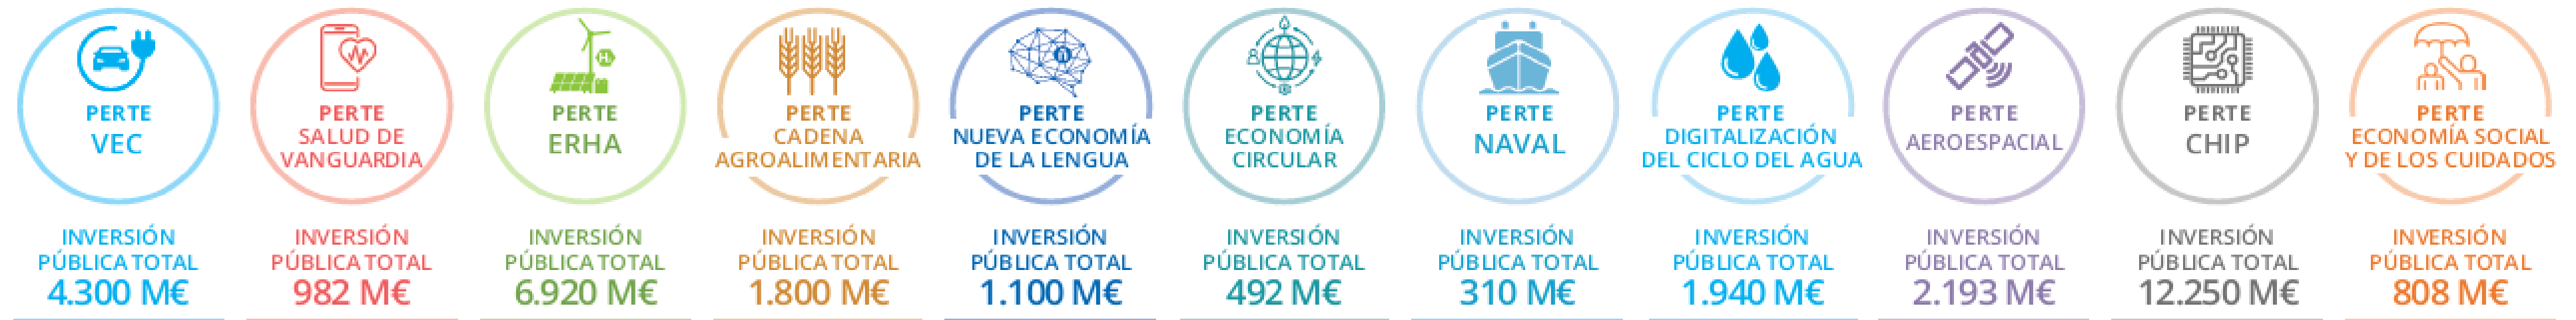 PERTE
VEC
INVERSIÓN
PÚBLICA TOTAL
4.300 M€
PERTE
SALUD DE
VANGUARDIA
INVERSIÓN
PÚBLICA TOTAL
982 M€
H₂
PERTE
ERHA
INVERSIÓN
PÚBLICA TOTAL
6.920 M€
PERTE
CADENA
AGROALIMENTARIA
INVERSIÓN
PÚBLICA TOTAL
1.800 M€
ñ
PERTE
NUEVA ECONOMÍA
DE LA LENGUA
INVERSIÓN
PÚBLICA TOTAL
1.100 M€
PERTE
ECONOMÍA
CIRCULAR
INVERSIÓN
PÚBLICA TOTAL
492 M€
PERTE
NAVAL
INVERSIÓN
PÚBLICA TOTAL
310 M€
PERTE
DIGITALIZACIÓN
DEL CICLO DEL AGUA
INVERSIÓN
PÚBLICA TOTAL
1.940 M€
PERTE
AEROESPACIAL
INVERSIÓN
PÚBLICA TOTAL
2.193 M€
PERTE
CHIP
INVERSIÓN
PÚBLICA TOTAL
12.250 M€
PERTE
ECONOMÍA SOCIAL
Y DE LOS CUIDADOS
INVERSIÓN
PÚBLICA TOTAL
808 M€